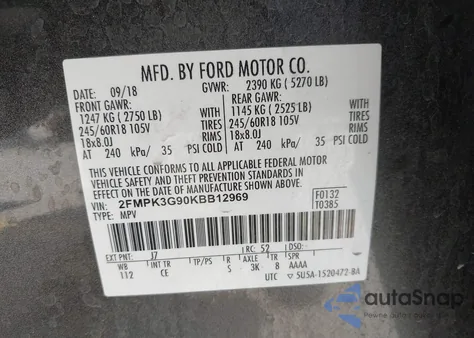 MFD. BY FORD MOTOR CO.
DATE: 09/18 GVWR: 2390 KG ( 5270 LB)
FRONT GAWR: REAR GAWR:
1247 KG ( 2750 LB) 1145 KG ( 2525 LB)
245/60R18 105V TIRES 245/60R18 105V
18x8.0J RIMS 18x8.0J RIMS
AT 240 kPa/ 35 PSI COLD AT 240 kPa/ 35 PSI COLD
THIS VEHICLE CONFORMS TO ALL APPLICABLE FEDERAL MOTOR
VEHICLE SAFETY AND THEFT PREVENTION STANDARDS IN
EFFECT ON THE DATE OF MANUFACTURE SHOWN ABOVE.
VIN: 2FMPK3G90KBB12969 F0132
TYPE: MPV T0385
J7 RC: 52 DSO:
WB INT TR TP/PS R AXLE TR SPR
112 CE S 3K 8 AAAA
UTC ▽ 5U5A-1520472-BA
autoSnap